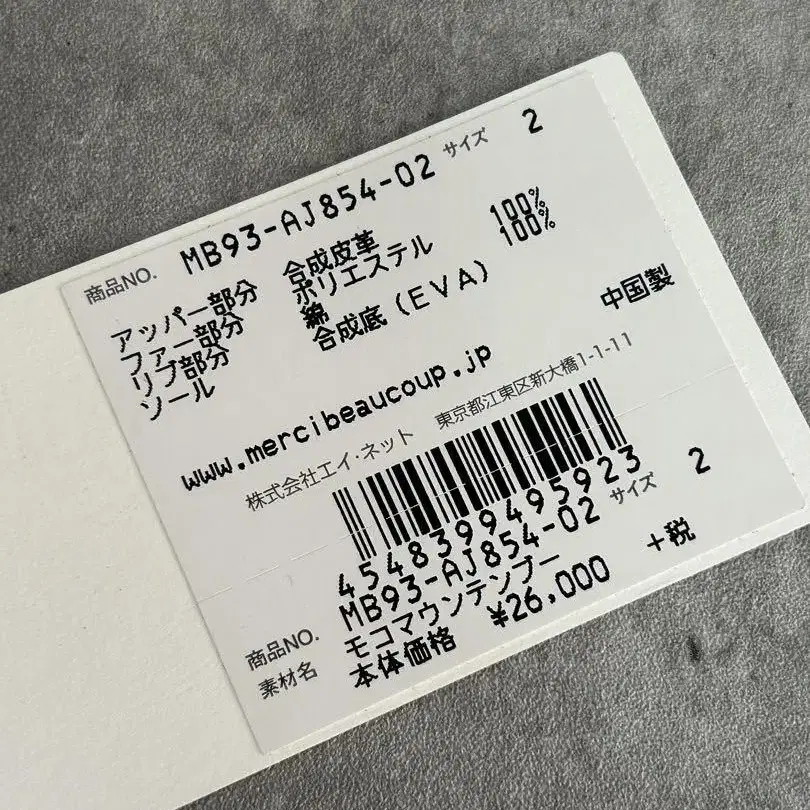 商品NO. MB93-AJ854-02 サイズ 2
アッパー部分 合成皮革
ファー部分 ポリエステル 100%
リブ部分 綿 100%
ソール 合成底(EVA)
中国製
www.mercibeaucoup.jp
株式会社エイ・ネット 東京都江東区新大橋1-1-11
4548399495923
商品NO. MB93-AJ854-02 サイズ 2
素材名 モコマウンテンブー
本体価格 ¥26,000 +税